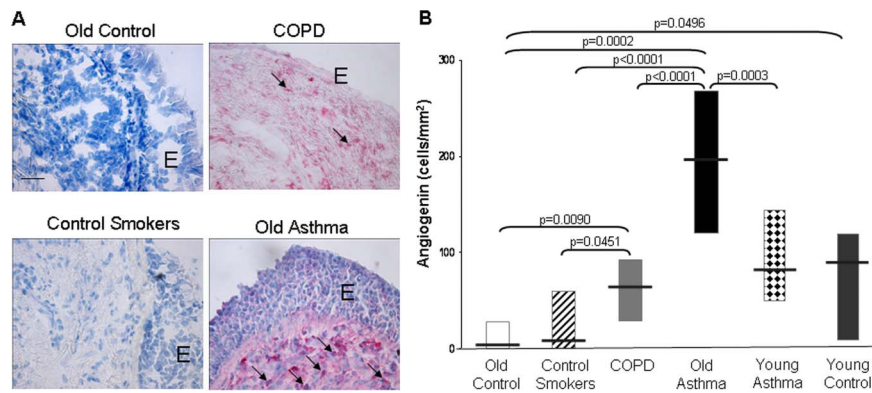 A
Old Control
COPD
E
E
Control Smokers
Old Asthma
E
E
B
p=0.0496
p=0.0002
p<0.0001
p<0.0001
p=0.0003
p=0.0090
p=0.0451
Angiogenin (cells/mm²)
300
200
100
0
Old
Control
Control
Smokers
COPD
Old
Asthma
Young
Asthma
Young
Control